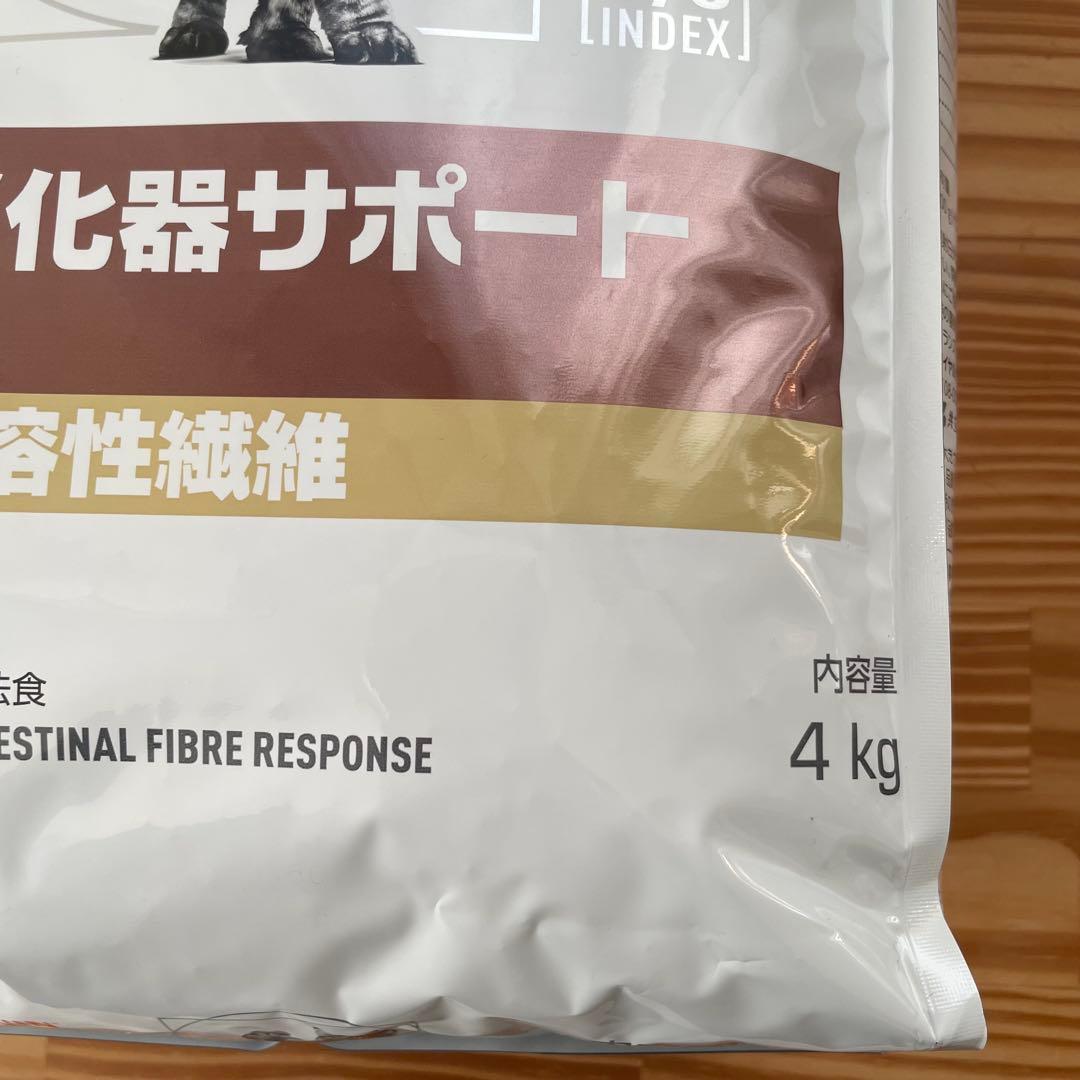 INDEX
化器サポート
容性繊維
法食
ESTINAL FIBRE RESPONSE
内容量
4 kg